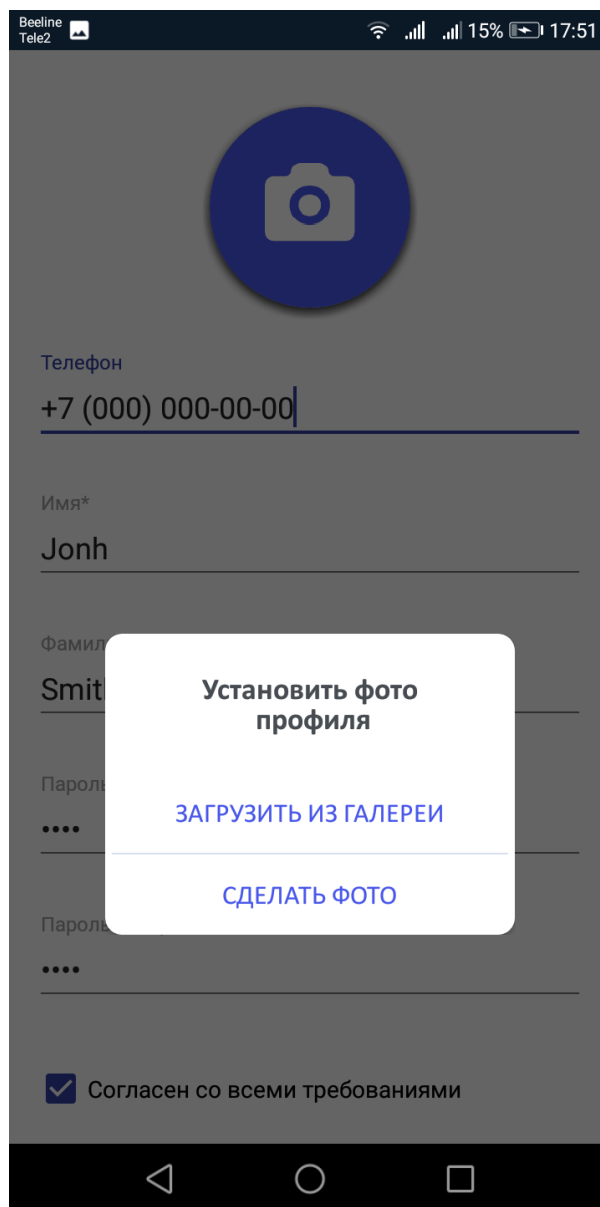 Beeline
Tele2
15% 17:51
Телефон
+7 (000) 000-00-00
Имя*
Jonh
Установить фото
профиля
ЗАГРУЗИТЬ ИЗ ГАЛЕРЕИ
СДЕЛАТЬ ФОТО
••••
••••
Согласен со всеми требованиями